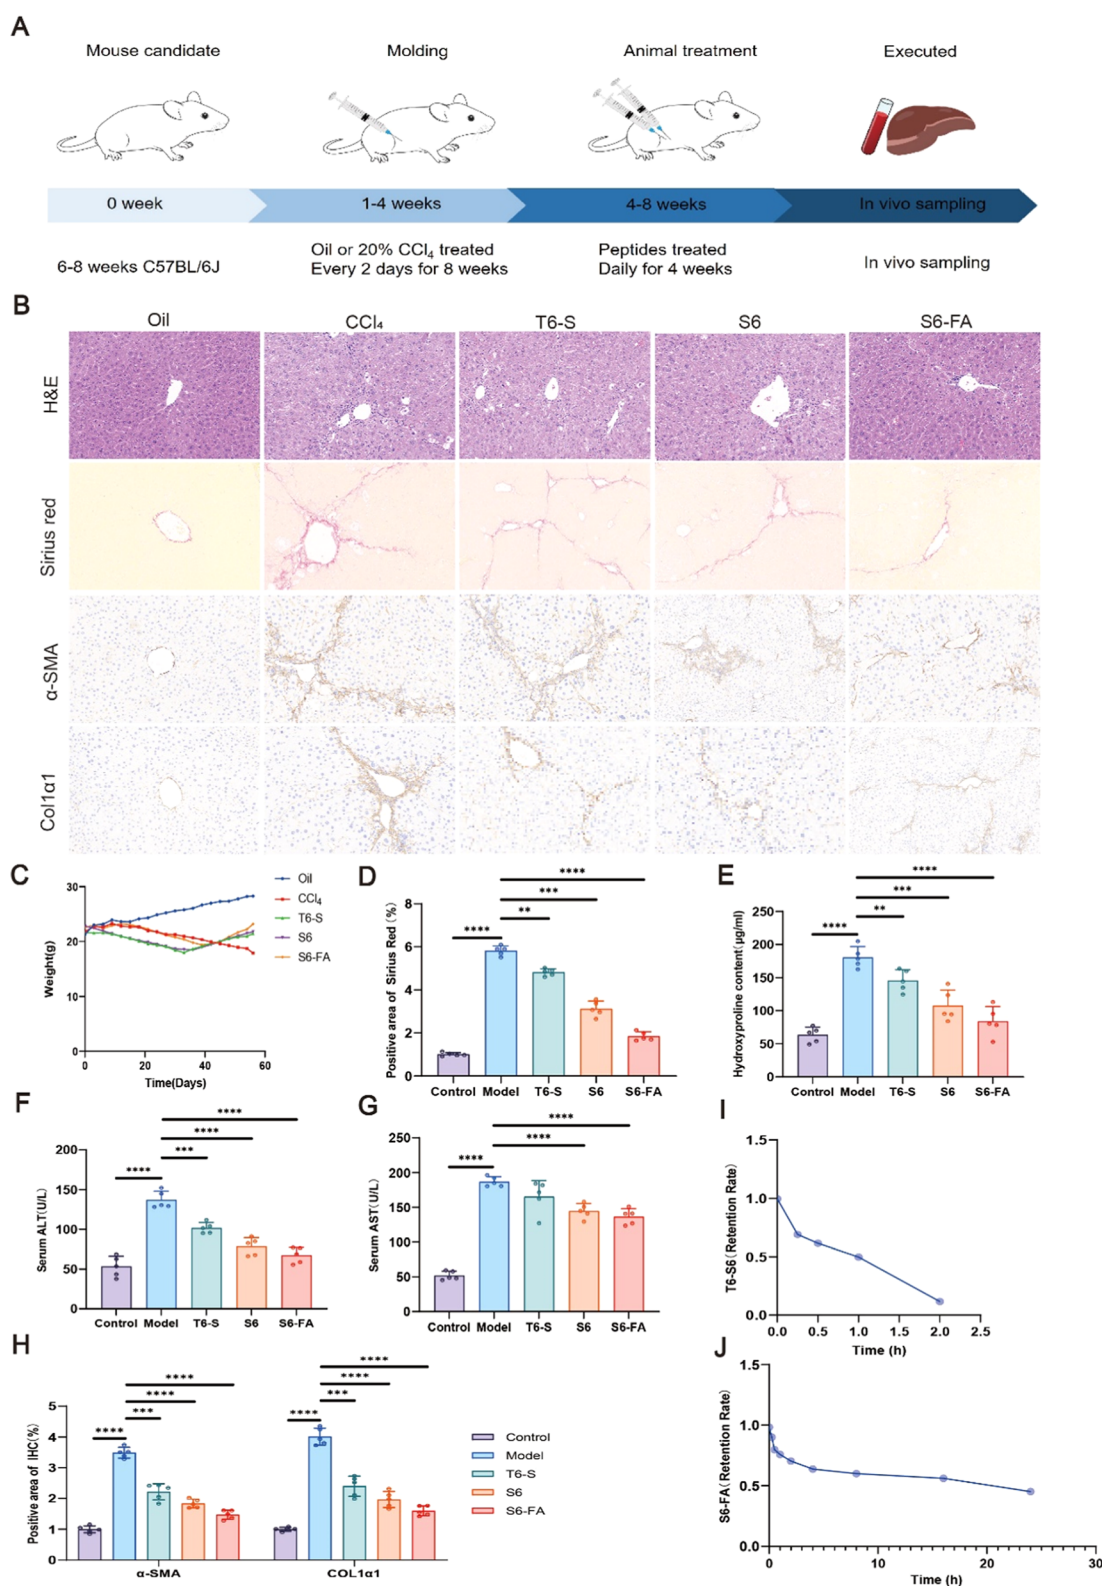 A
Mouse candidate
Molding
Animal treatment
Executed
0 week
1-4 weeks
4-8 weeks
In vivo sampling
6-8 weeks C57BL/6J
Oil or 20% CCl₄ treated
Every 2 days for 8 weeks
Peptides treated
Daily for 4 weeks
In vivo sampling
B
Oil
CCl₄
T6-S
S6
S6-FA
H&E
Sirius red
α-SMA
Col1α1
C
Weight(g)
30
20
10
0
0
20
40
60
Time(Days)
Oil
CCl₄
T6-S
S6
S6-FA
D
Positive area of Sirius Red (%)
8
6
4
2
0
****
**
***
****
Control
Model
T6-S
S6
S6-FA
E
Hydroxyproline content(μg/ml)
250
200
150
100
50
0
****
**
***
****
Control
Model
T6-S
S6
S6-FA
F
Serum ALT(U/L)
200
150
100
50
0
****
***
****
****
Control
Model
T6-S
S6
S6-FA
G
Serum AST(U/L)
250
200
150
100
50
0
****
****
****
Control
Model
T6-S
S6
S6-FA
H
Positive area of IHC(%)
5
4
3
2
1
0
****
***
****
****
****
***
****
****
α-SMA
COL1α1
Control
Model
T6-S
S6
S6-FA
I
T6-S6(Retention Rate)
1.5
1.0
0.5
0.0
0.0
0.5
1.0
1.5
2.0
2.5
Time (h)
J
S6-FA(Retention Rate)
1.5
1.0
0.5
0.0
0
10
20
30
Time (h)